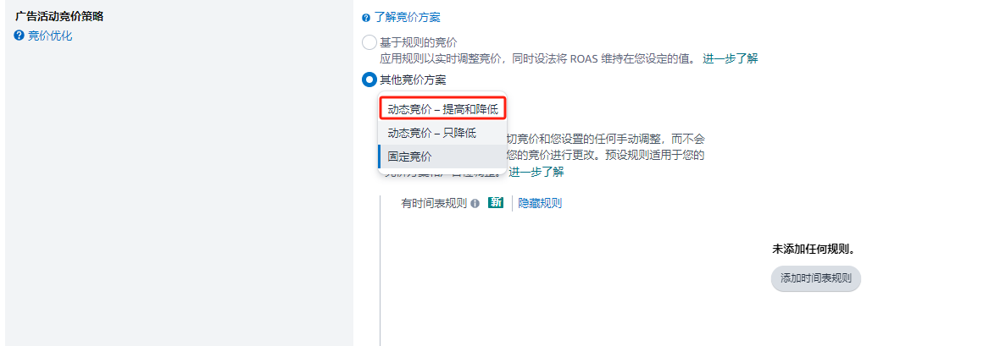 广告活动竞价策略
竞价优化
了解竞价方案
基于规则的竞价
应用规则以实时调整竞价，同时设法将 ROAS 维持在您设定的值。 进一步了解
其他竞价方案
动态竞价 – 提高和降低
动态竞价 – 只降低
切竞价和您设置的任何手动调整，而不会
固定竞价
您的竞价进行更改。预设规则适用于您的
进一步了解
有时间表规则 新 隐藏规则
未添加任何规则。
添加时间表规则